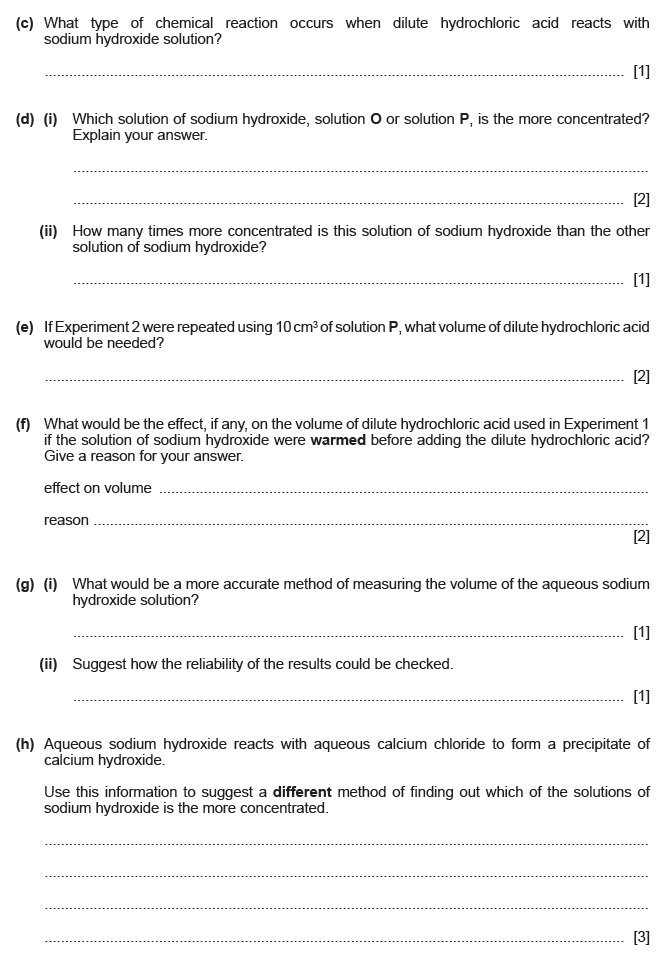 (c) What type of chemical reaction occurs when dilute hydrochloric acid reacts with
sodium hydroxide solution?
[1]
(d) (i) Which solution of sodium hydroxide, solution O or solution P, is the more concentrated?
Explain your answer.
[2]
(ii) How many times more concentrated is this solution of sodium hydroxide than the other
solution of sodium hydroxide?
[1]
(e) If Experiment 2 were repeated using 10 cm³ of solution P, what volume of dilute hydrochloric acid
would be needed?
[2]
(f) What would be the effect, if any, on the volume of dilute hydrochloric acid used in Experiment 1
if the solution of sodium hydroxide were warmed before adding the dilute hydrochloric acid?
Give a reason for your answer.
effect on volume
reason
[2]
(g) (i) What would be a more accurate method of measuring the volume of the aqueous sodium
hydroxide solution?
[1]
(ii) Suggest how the reliability of the results could be checked.
[1]
(h) Aqueous sodium hydroxide reacts with aqueous calcium chloride to form a precipitate of
calcium hydroxide.
Use this information to suggest a different method of finding out which of the solutions of
sodium hydroxide is the more concentrated.
[3]